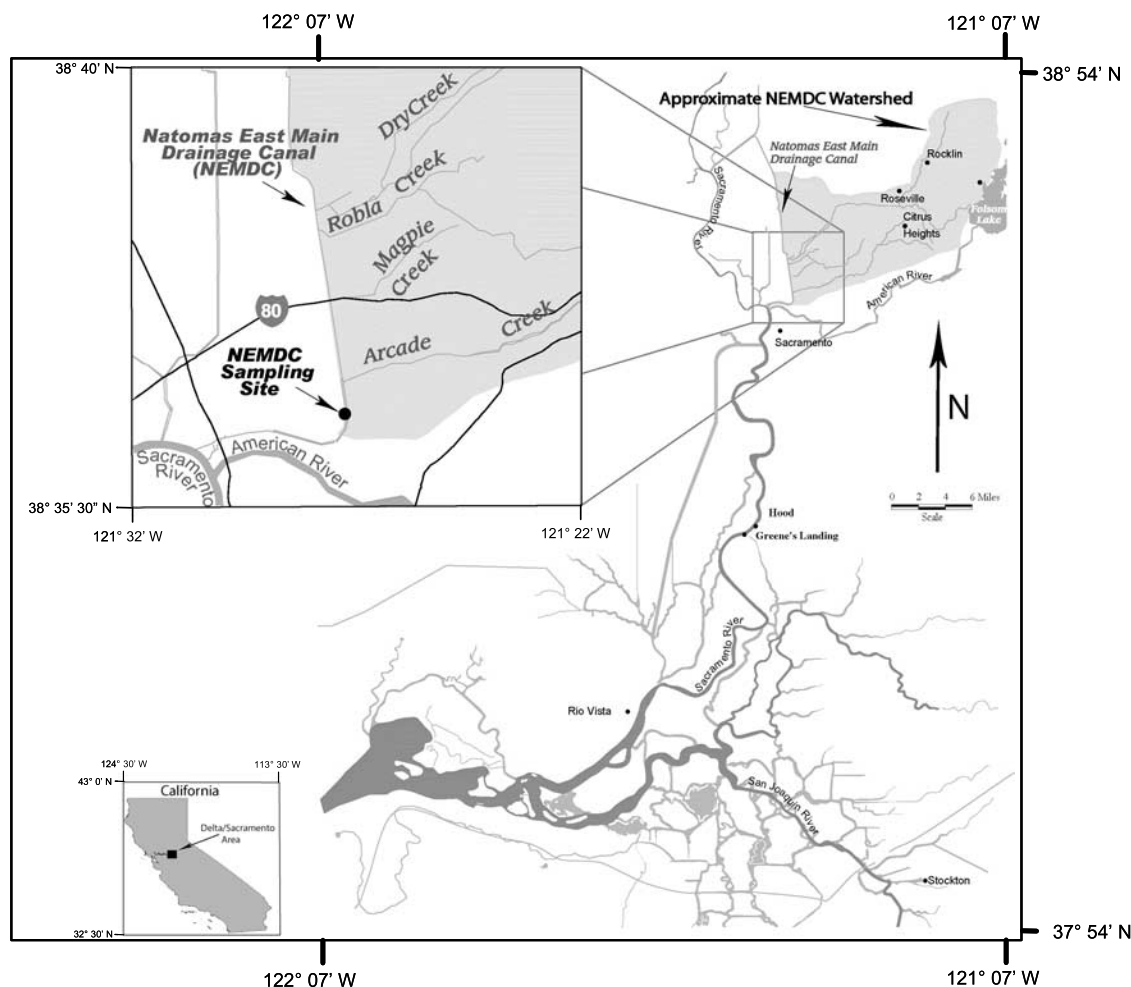 122° 07' W
121° 07' W
38° 40' N
38° 54' N
Natomas East Main
Drainage Canal
(NEMDC)
DryCreek
Robla Creek
Magpie
Creek
80
Arcade Creek
NEMDC
Sampling
Site
Sacramento
River
American River
38° 35' 30" N
121° 32' W
121° 22' W
Approximate NEMDC Watershed
Natomas East Main
Drainage Canal
Sacramento River
Rocklin
Roseville
Citrus
Heights
Folsom
Lake
American River
Sacramento
N
0 2 4 6 Miles
Scale
Hood
Greene's Landing
Sacramento River
Rio Vista
San Joaquin River
Stockton
124° 30' W
113° 30' W
43° 0' N
California
Delta/Sacramento
Area
32° 30' N
37° 54' N
122° 07' W
121° 07' W